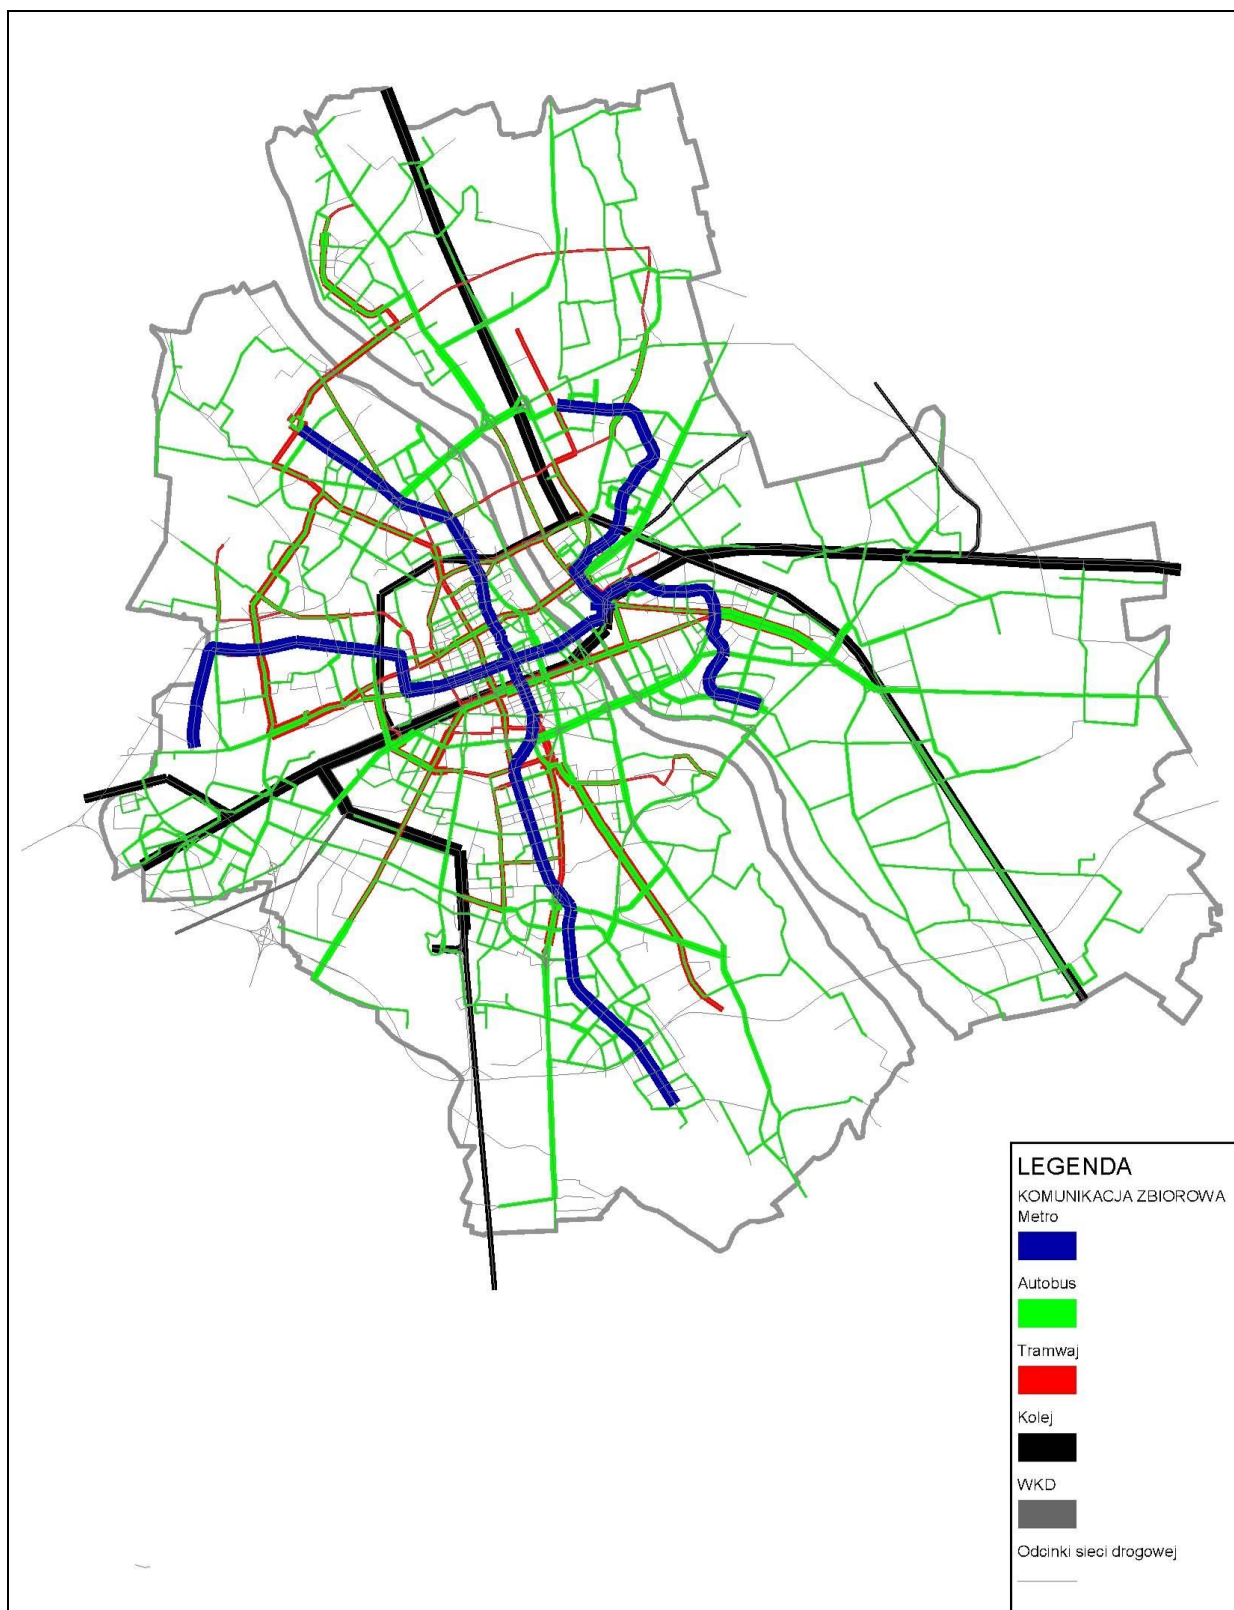 LEGENDA
KOMUNIKACJA ZBIOROWA
Metro
Autobus
Tramwaj
Kolej
WKD
Odcinki sieci drogowej